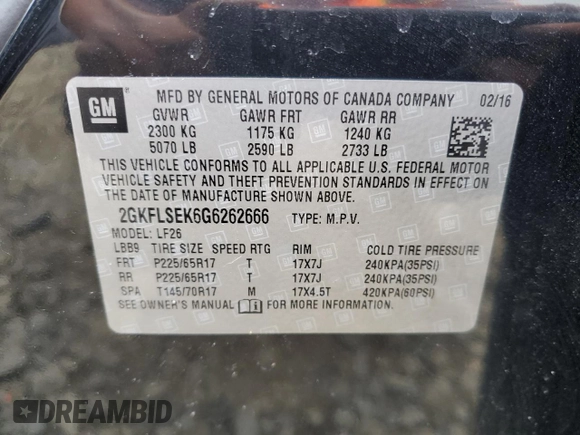 GM
MFD BY GENERAL MOTORS OF CANADA COMPANY 02/16
GVWR GAWR FRT GAWR RR
2300 KG 1175 KG 1240 KG
5070 LB 2590 LB 2733 LB
THIS VEHICLE CONFORMS TO ALL APPLICABLE U.S. FEDERAL MOTOR
VEHICLE SAFETY AND THEFT PREVENTION STANDARDS IN EFFECT ON
THE DATE OF MANUFACTURE SHOWN ABOVE.
2GKFLSEK6G6262666 TYPE: M.P.V.
MODEL: LF26
LBB9 TIRE SIZE SPEED RTG RIM COLD TIRE PRESSURE
FRT P225/65R17 T 17X7J 240KPA(35PSI)
RR P225/65R17 T 17X7J 240KPA(35PSI)
SPA T145/70R17 M 17X4.5T 420KPA(60PSI)
SEE OWNER'S MANUAL FOR MORE INFORMATION.
DREAMBID